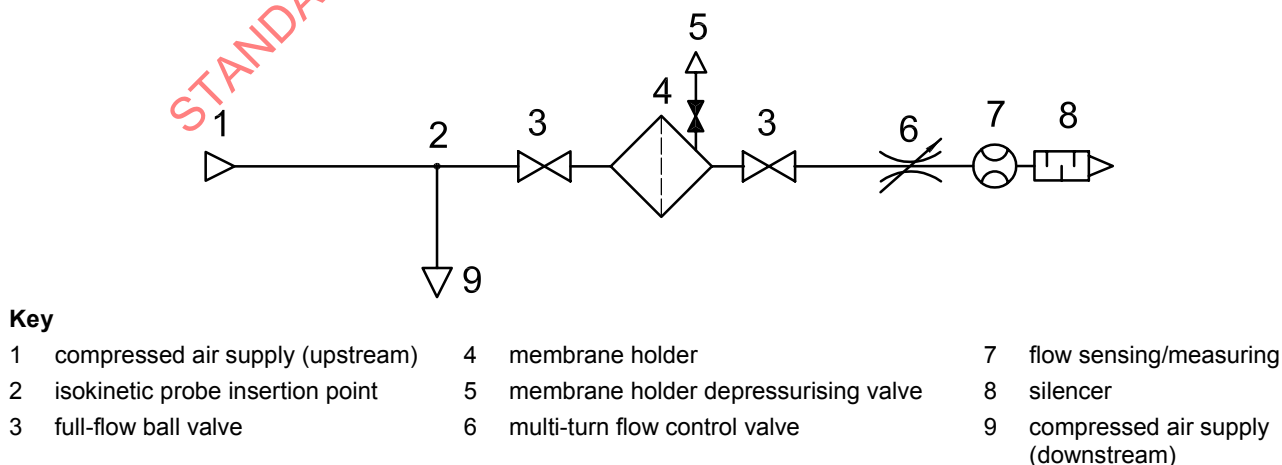 STANDA
5
4
1
2
3
3
6
7
8
9
Key
1 compressed air supply (upstream)
4 membrane holder
7 flow sensing/measuring
2 isokinetic probe insertion point
5 membrane holder depressurising valve
8 silencer
3 full-flow ball valve
6 multi-turn flow control valve
9 compressed air supply
(downstream)